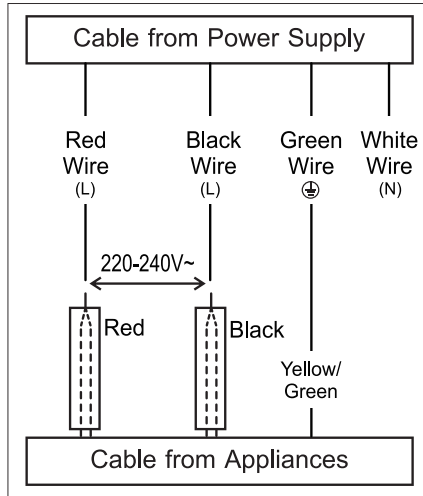 Cable from Power Supply
Red
Wire
(L)
Black
Wire
(L)
Green
Wire
White
Wire
(N)
220-240V~
Red
Black
Yellow/
Green
Cable from Appliances